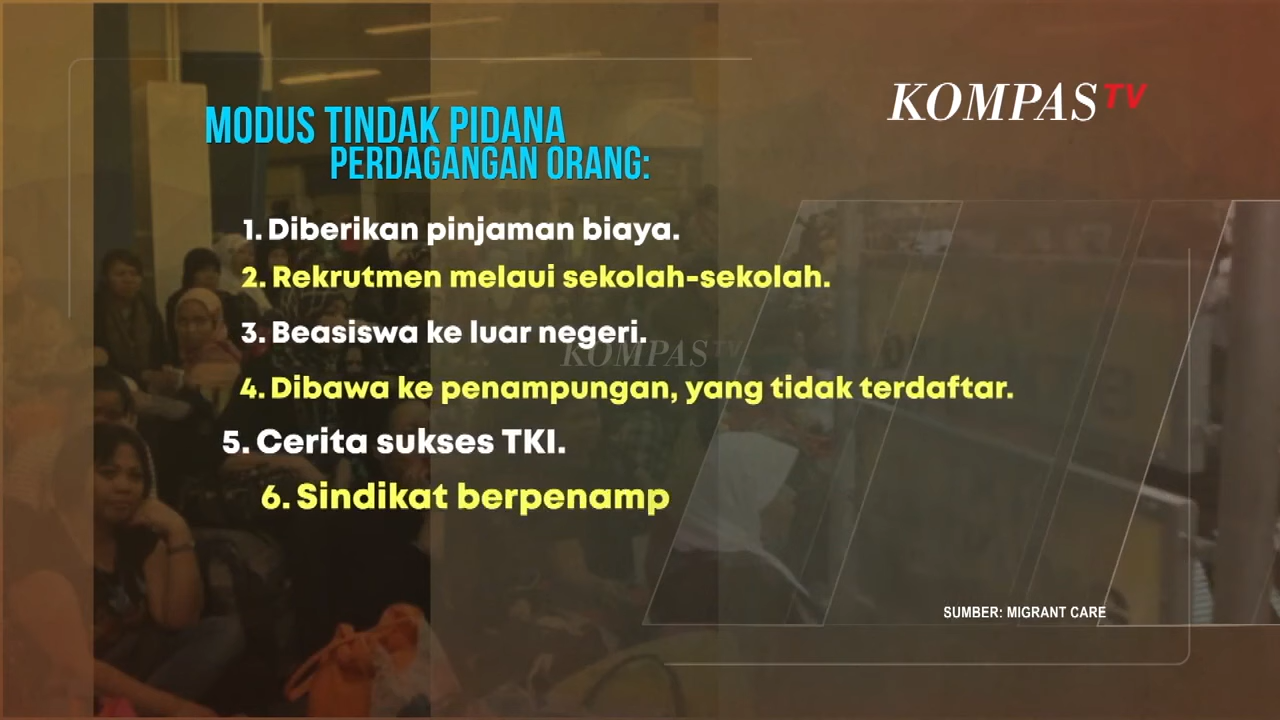 KOMPAS TV
MODUS TINDAK PIDANA
PERDAGANGAN ORANG:
1. Diberikan pinjaman biaya.
2. Rekrutmen melaui sekolah-sekolah.
3. Beasiswa ke luar negeri.
KOMPAS TV
4. Dibawa ke penampungan, yang tidak terdaftar.
5. Cerita sukses TKI.
6. Sindikat berpenamp
SUMBER: MIGRANT CARE